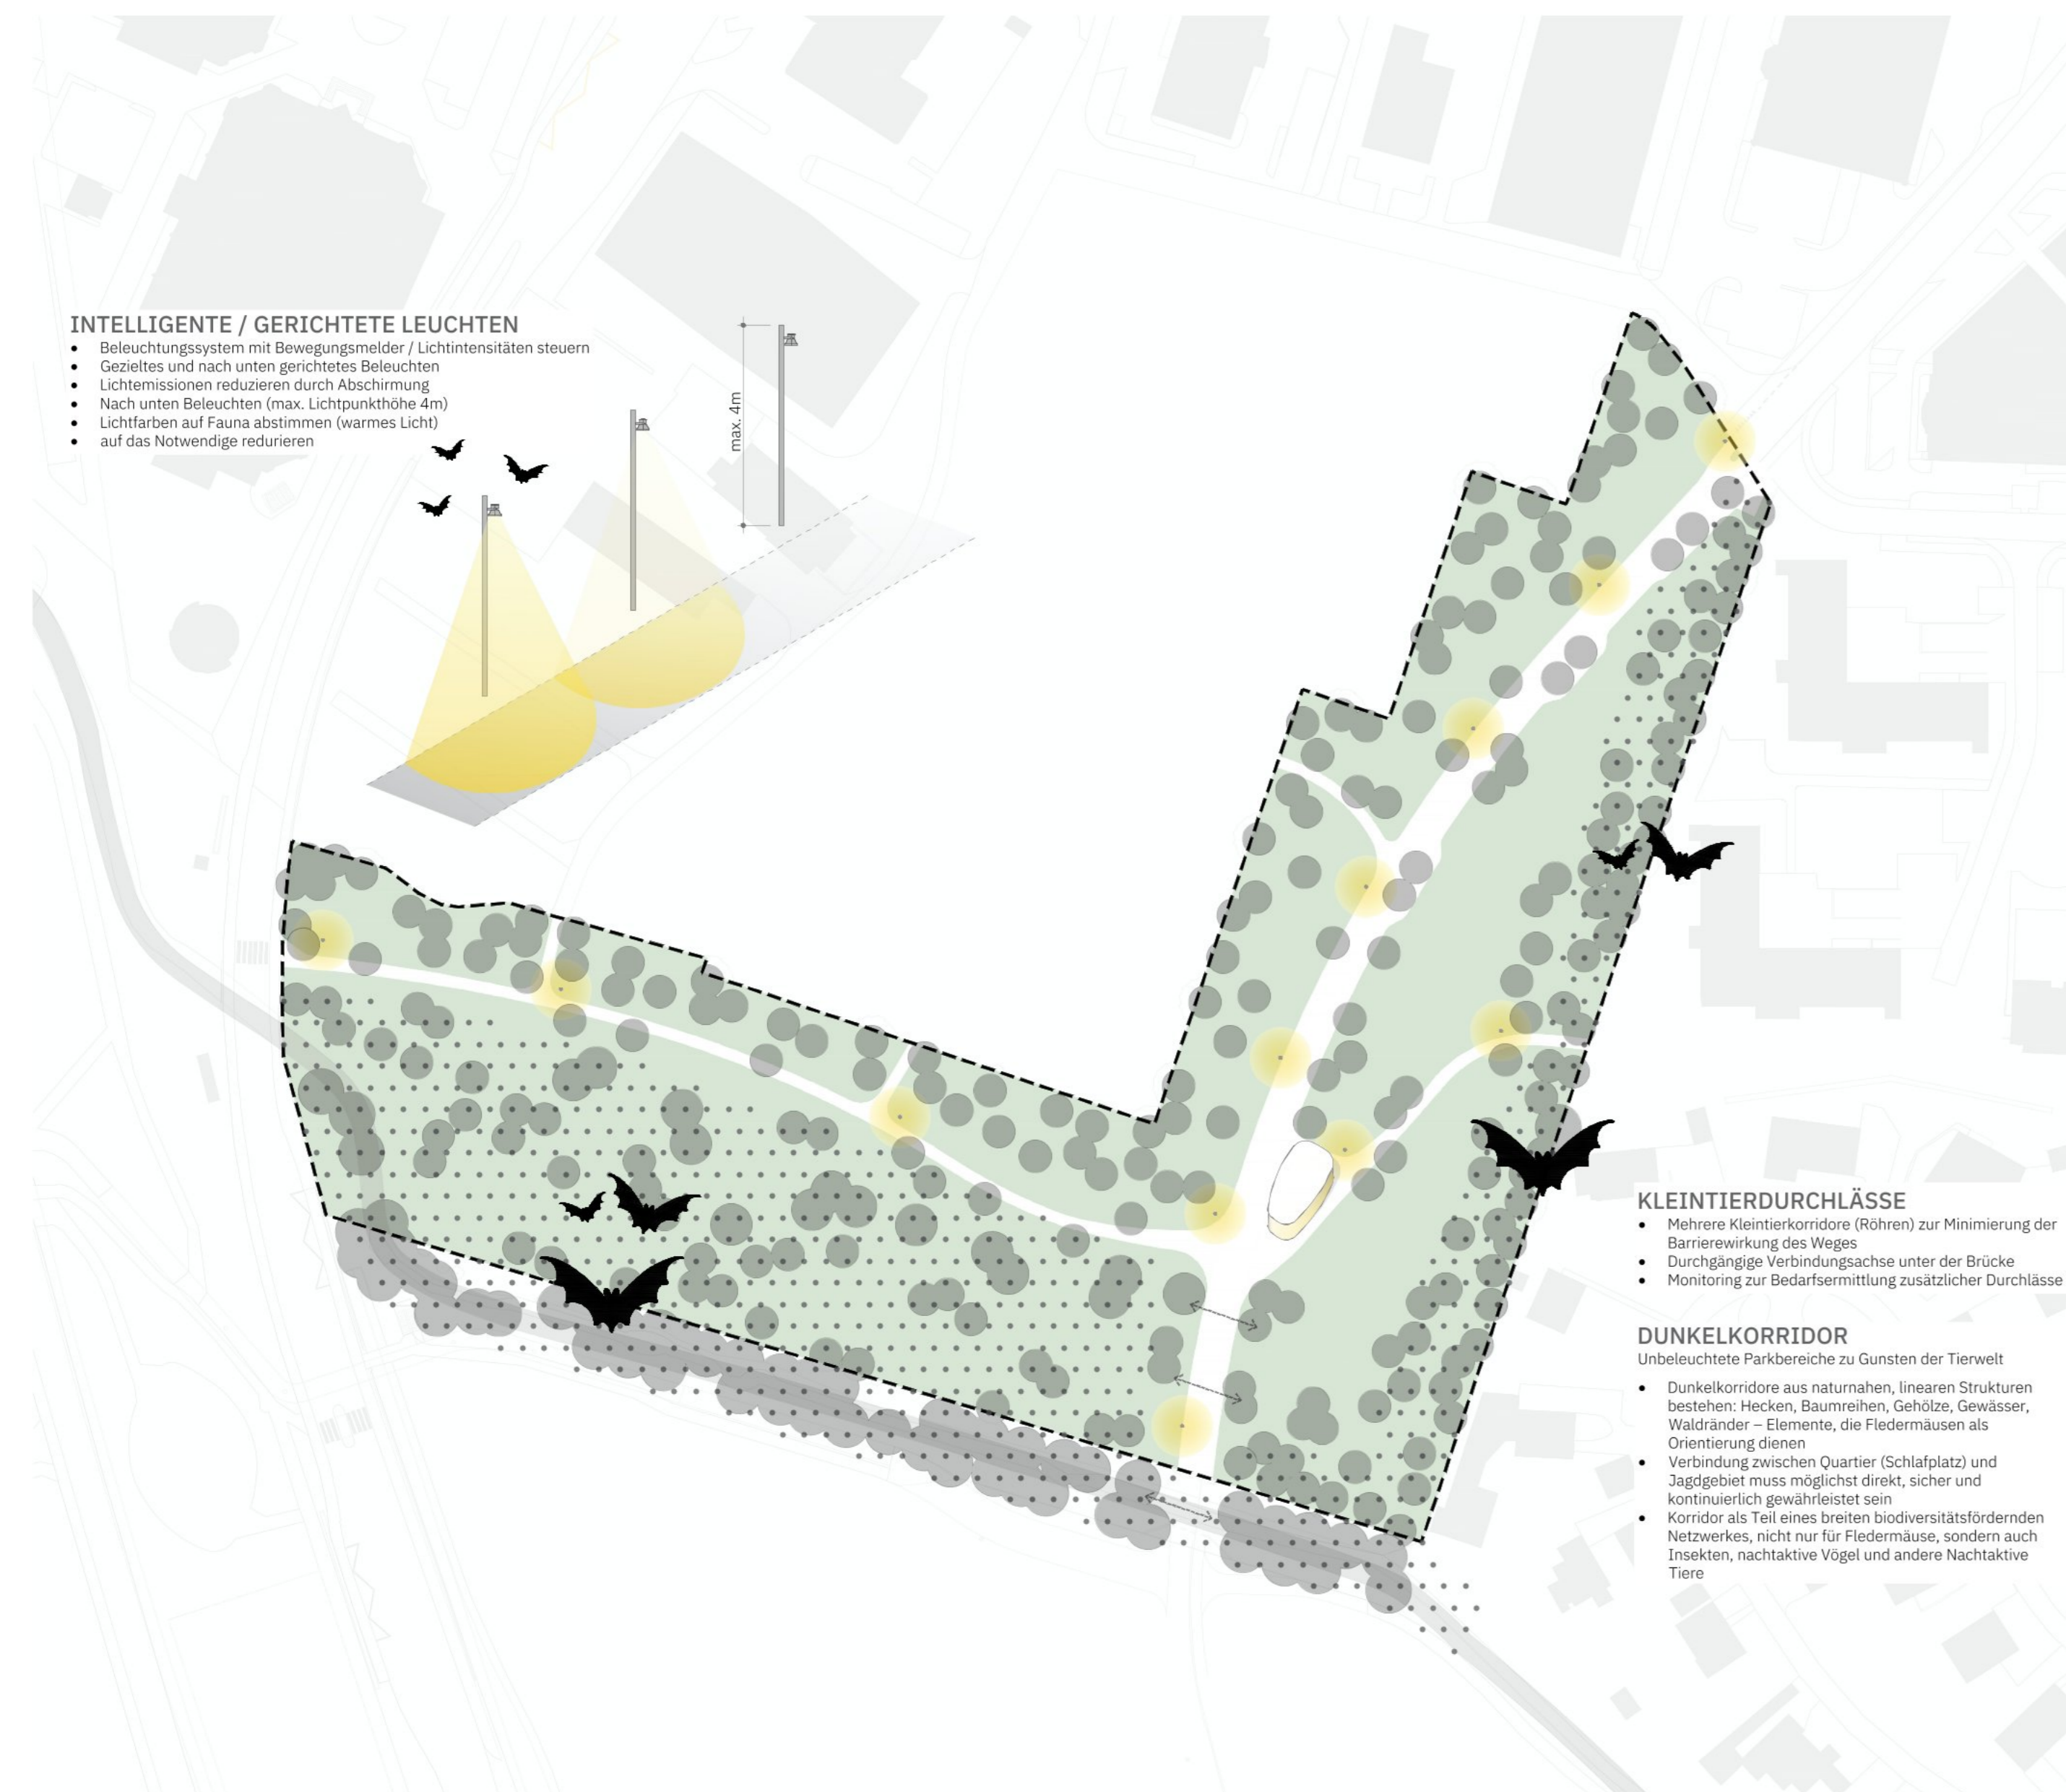 INTELLIGENTE / GERICHTETE LEUCHTEN
• Beleuchtungssystem mit Bewegungsmelder / Lichtintensitäten steuern
• Gezieltes und nach unten gerichtetes Beleuchten
• Lichtemissionen reduzieren durch Abschirmung
• Nach unten Beleuchten (max. Lichtpunkthöhe 4m)
• Lichtfarben auf Fauna abstimmen (warmes Licht)
• auf das Notwendige redurieren
max. 4m
KLEINTIERDURCHLÄSSE
• Mehrere Kleintierkorridore (Röhren) zur Minimierung der
Barrierewirkung des Weges
• Durchgängige Verbindungsachse unter der Brücke
• Monitoring zur Bedarfsermittlung zusätzlicher Durchlässe
DUNKELKORRIDOR
Unbeleuchtete Parkbereiche zu Gunsten der Tierwelt
• Dunkelkorridore aus naturnahen, linearen Strukturen
bestehen: Hecken, Baumreihen, Gehölze, Gewässer,
Waldränder – Elemente, die Fledermäusen als
Orientierung dienen
• Verbindung zwischen Quartier (Schlafplatz) und
Jagdgebiet muss möglichst direkt, sicher und
kontinuierlich gewährleistet sein
• Korridor als Teil eines breiten biodiversitätsfördernden
Netzwerkes, nicht nur für Fledermäuse, sondern auch
Insekten, nachtaktive Vögel und andere Nachtaktive
Tiere